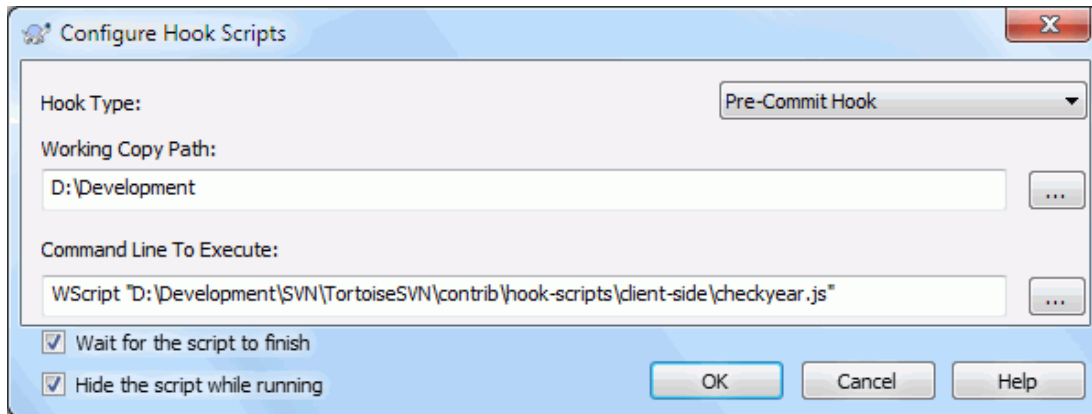 Configure Hook Scripts
Hook Type:
Pre-Commit Hook
Working Copy Path:
D:\Development
...
Command Line To Execute:
WScript "D:\Development\SVN\TortoiseSVN\contrib\hook-scripts\client-side\checkyear.js"
...
Wait for the script to finish
Hide the script while running
OK
Cancel
Help